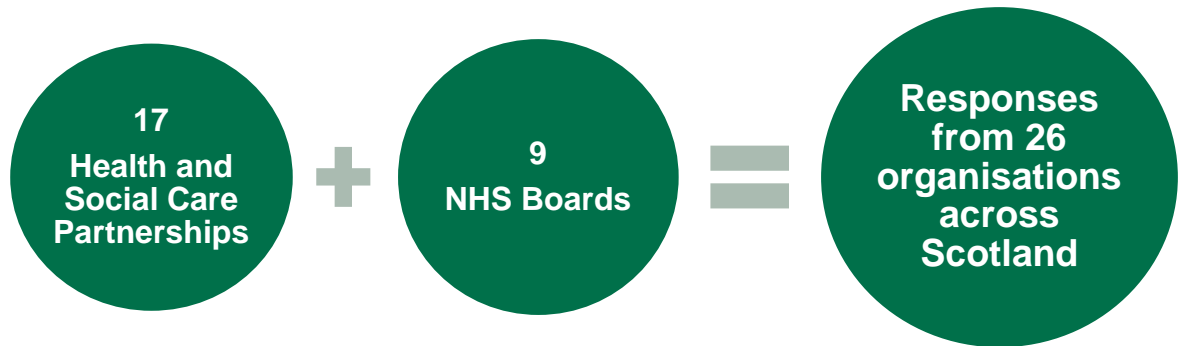 17
Health and
Social Care
Partnerships
9
NHS Boards
Responses
from 26
organisations
across
Scotland